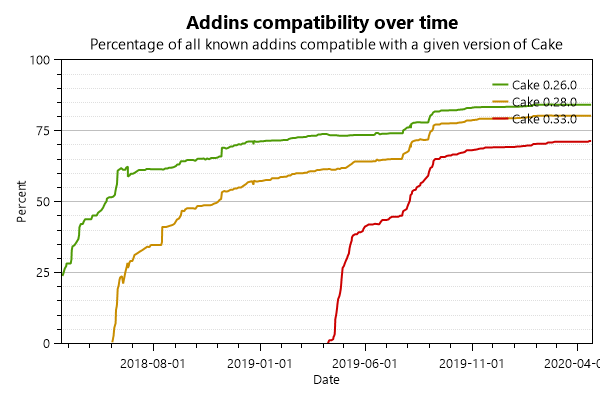 Addins compatibility over time
Percentage of all known addins compatible with a given version of Cake
100
75
50
25
0
Percent
Cake 0.26.0
Cake 0.28.0
Cake 0.33.0
2018-08-01
2019-01-01
2019-06-01
2019-11-01
2020-04-0
Date